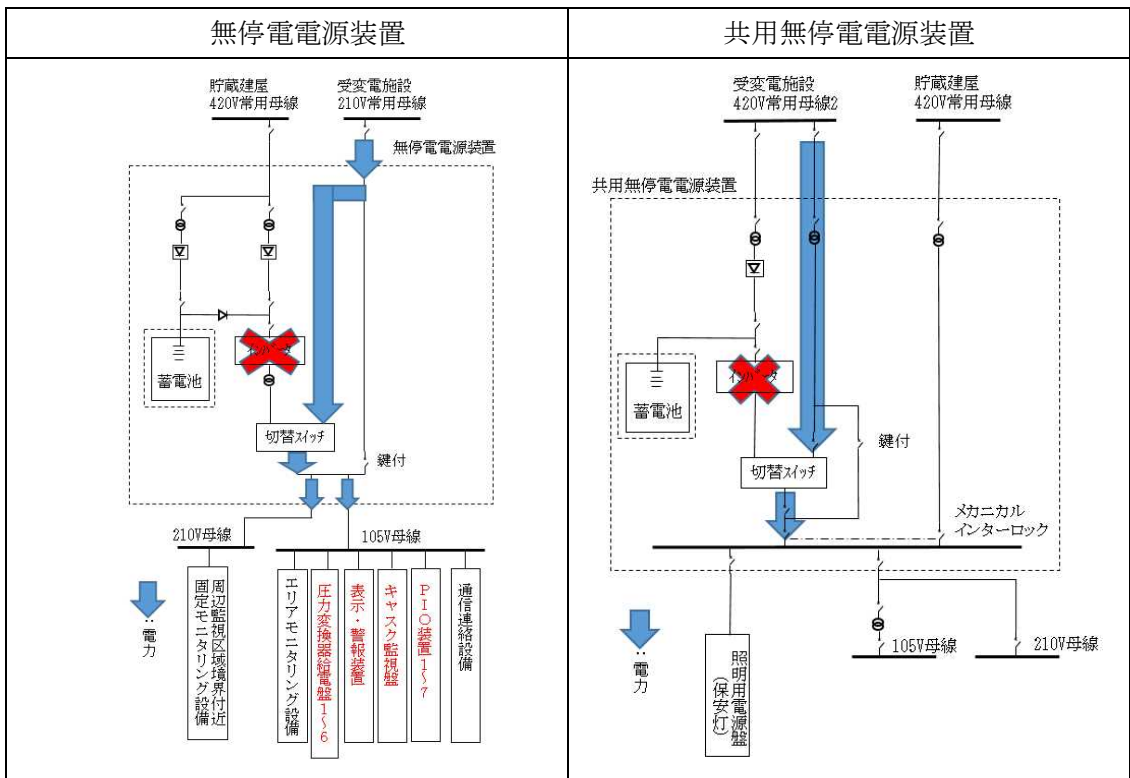 無停電電源装置
貯蔵建屋
420V常用母線
受変電施設
210V常用母線
無停電電源装置
インバータ
蓄電池
切替スイッチ
鍵付
210V母線
105V母線
周辺監視区域境界付近
固定モニタリング設備
エリアモニタリング設備
圧力変換器給電盤1~6
表示・警報装置
キャスク監視盤
PIO装置1~7
通信連絡設備
:電力
共用無停電電源装置
受変電施設
420V常用母線2
貯蔵建屋
420V常用母線
共用無停電電源装置
インバータ
蓄電池
切替スイッチ
鍵付
メカニカル
インターロック
105V母線
210V母線
照明用電源盤
(保安灯)
:電力